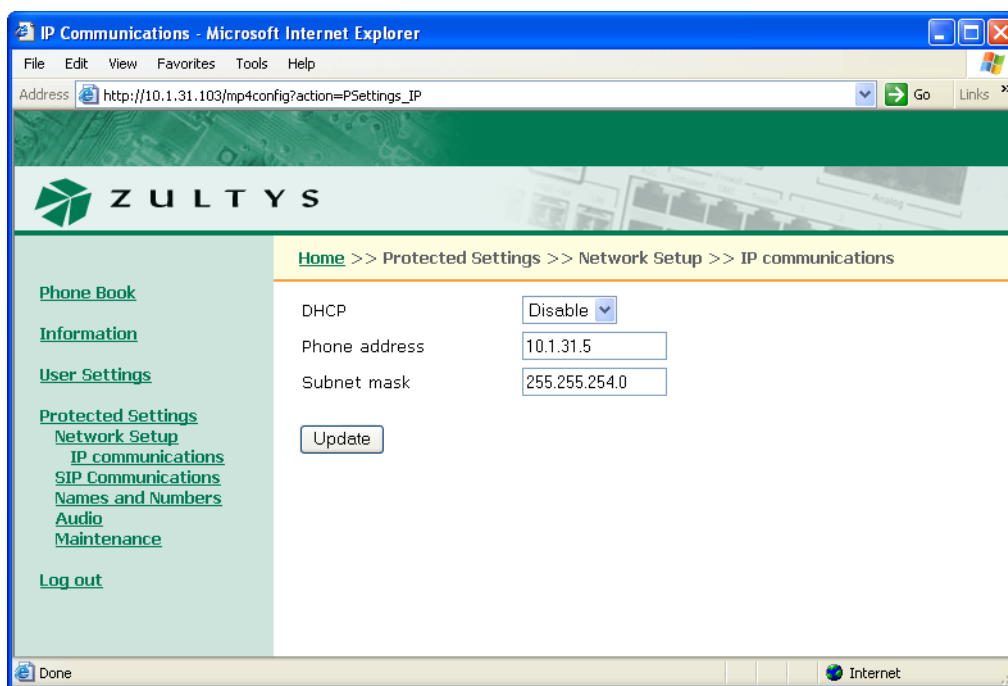 IP Communications - Microsoft Internet Explorer
File Edit View Favorites Tools Help
Address http://10.1.31.103/mp4config?action=PSettings_IP Go Links »
ZULTYS
Home >> Protected Settings >> Network Setup >> IP communications
Phone Book
Information
User Settings
Protected Settings
Network Setup
IP communications
SIP Communications
Names and Numbers
Audio
Maintenance
Log out
DHCP Disable
Phone address 10.1.31.5
Subnet mask 255.255.254.0
Update
Analog
Done Internet